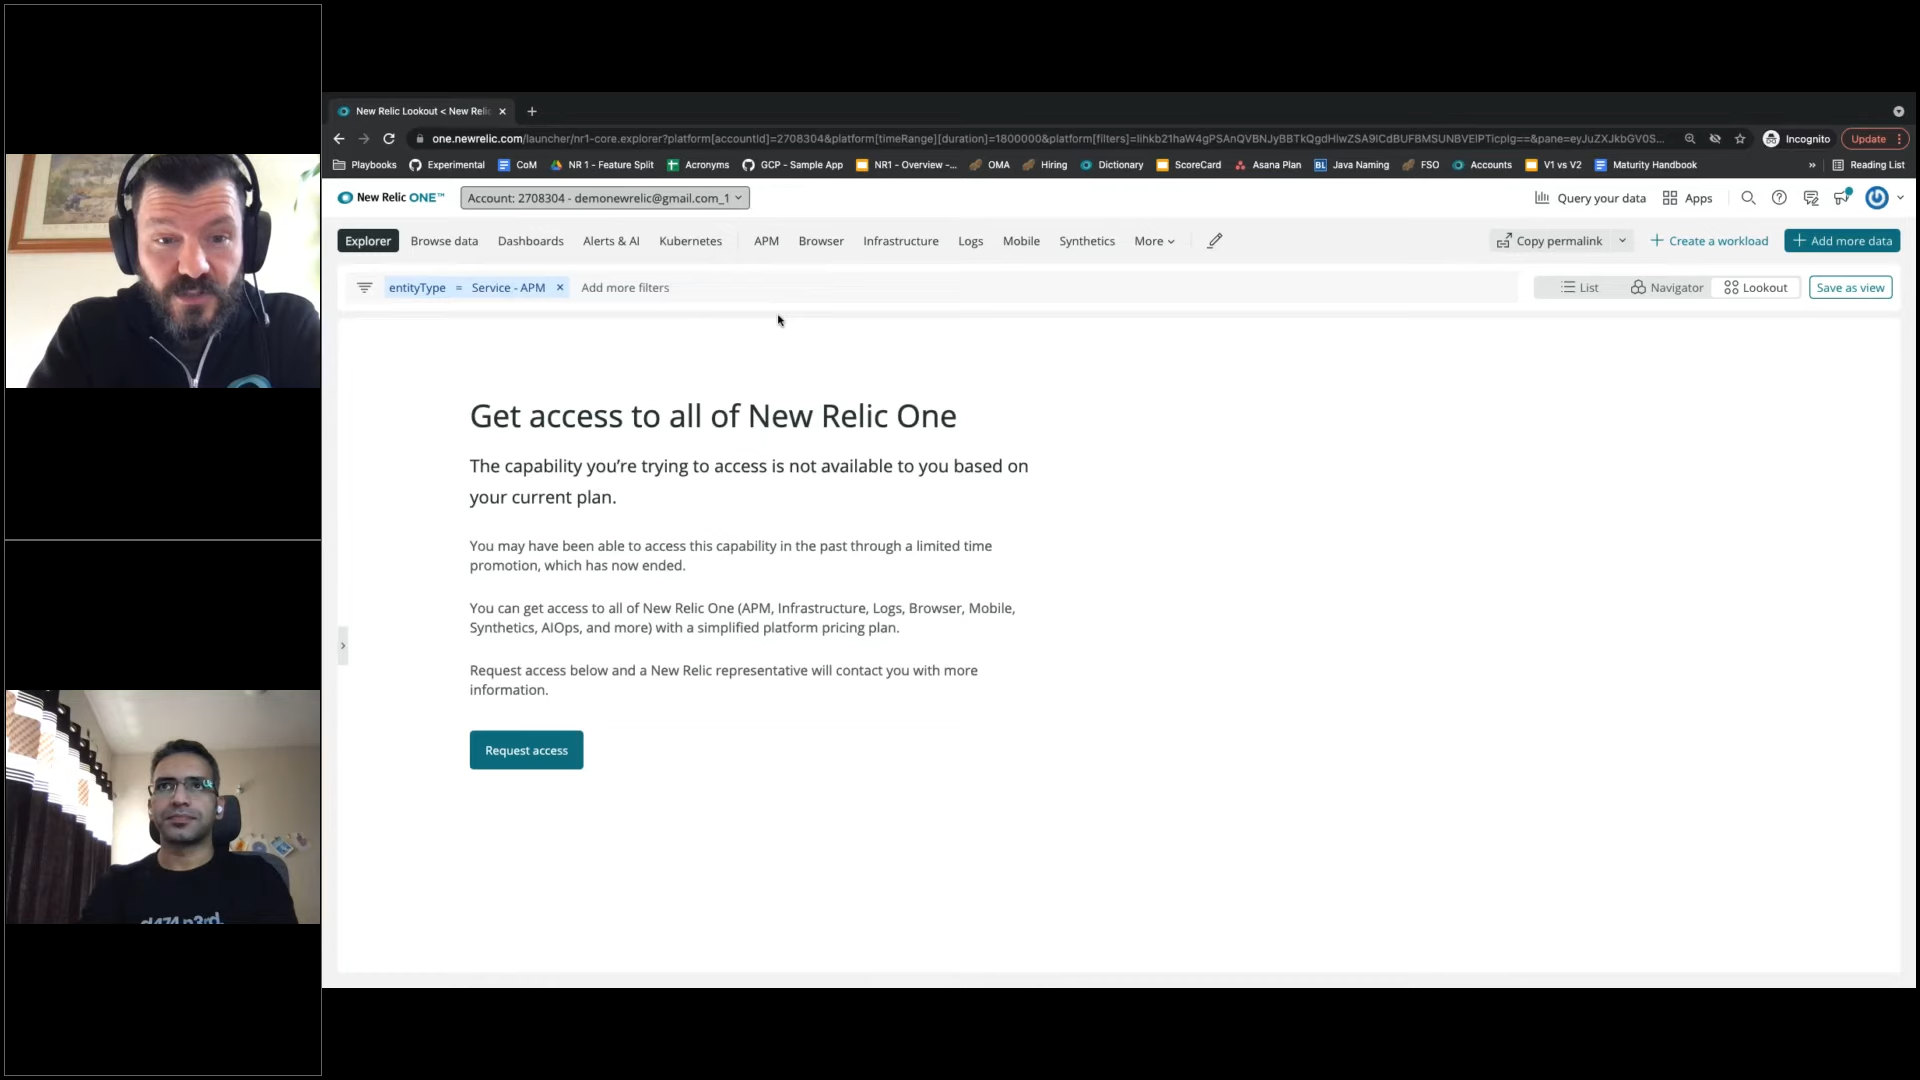 New Relic Lookout < New Relic
one.newrelic.com/launcher/nr1-core.explorer?platform[accountId]=2708304&platform[timeRange][duration]=1800000&platform[filters]=
Incognito
Update
Playbooks
Experimental
CoM
NR 1 - Feature Split
Acronyms
GCP - Sample App
NR1 - Overview -...
OMA
Hiring
Dictionary
ScoreCard
Asana Plan
Java Naming
FSO
Accounts
V1 vs V2
Maturity Handbook
»
Reading List
New Relic ONE™
Account: 2708304 - demonewrelic@gmail.com_1
Query your data
Apps
Explorer
Browse data
Dashboards
Alerts & AI
Kubernetes
APM
Browser
Infrastructure
Logs
Mobile
Synthetics
More
Copy permalink
+ Create a workload
+ Add more data
entityType = Service - APM ×
Add more filters
List
Navigator
Lookout
Save as view
Get access to all of New Relic One
The capability you’re trying to access is not available to you based on
your current plan.
You may have been able to access this capability in the past through a limited time
promotion, which has now ended.
You can get access to all of New Relic One (APM, Infrastructure, Logs, Browser, Mobile,
Synthetics, AIOps, and more) with a simplified platform pricing plan.
Request access below and a New Relic representative will contact you with more
information.
Request access
d474 n3rd